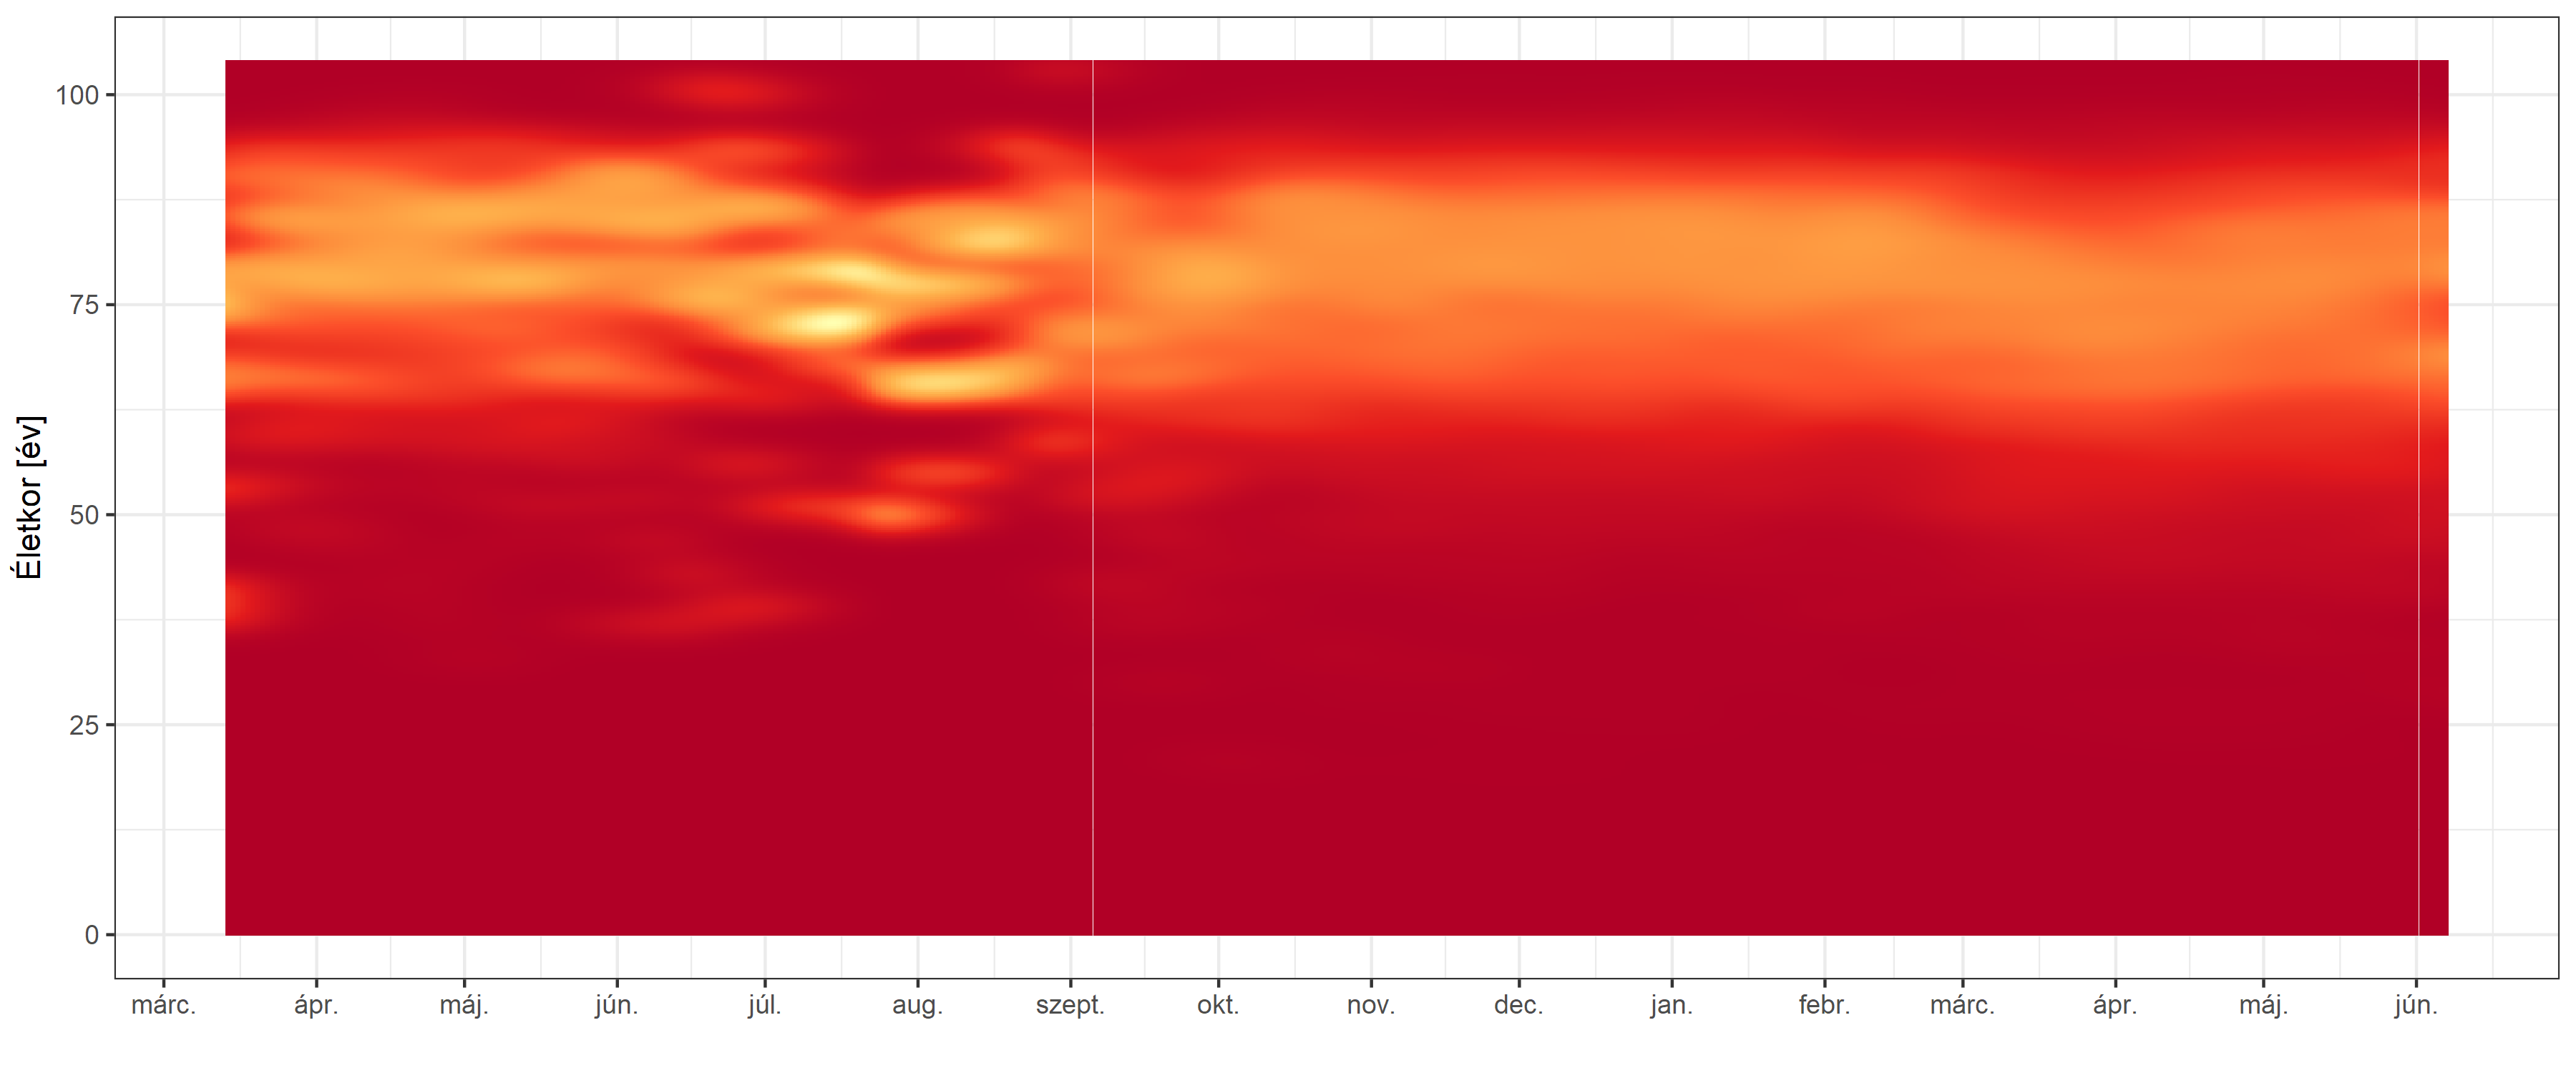 Életkor [év]
100
75
50
25
0
márc. ápr. máj. jún. júl. aug. szept. okt. nov. dec. jan. febr. márc. ápr. máj. jún.